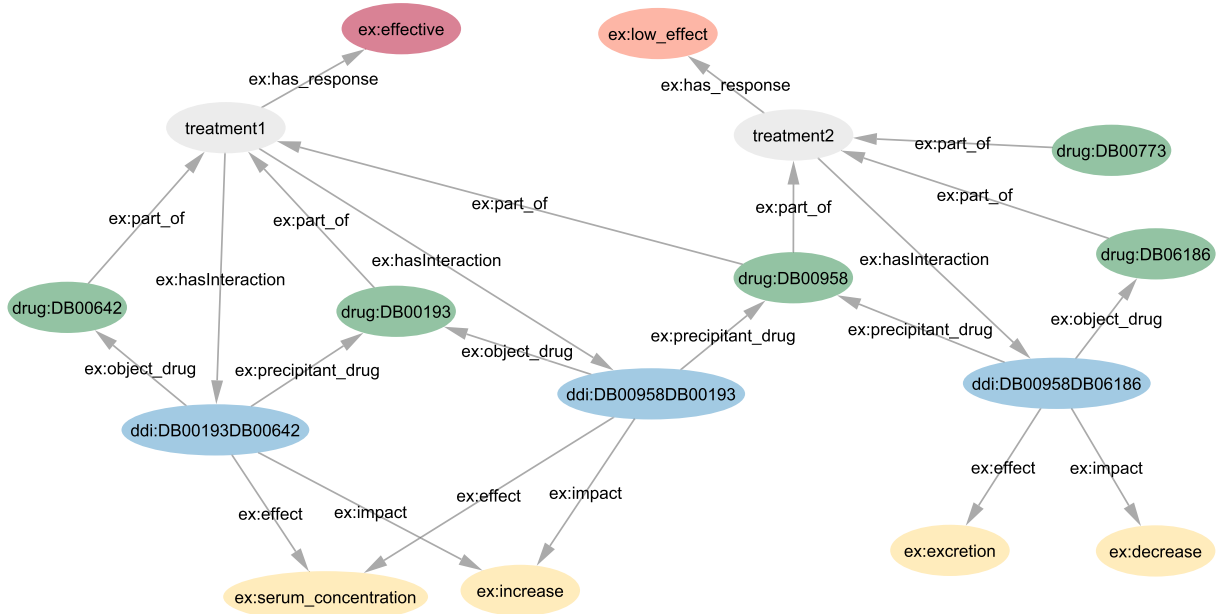 ex:effective
ex:low_effect
ex:has_response
ex:has_response
treatment1
treatment2
ex:part_of
drug:DB00773
ex:part_of
ex:part_of
ex:part_of
ex:part_of
ex:part_of
ex:hasInteraction
ex:hasInteraction
ex:hasInteraction
drug:DB06186
drug:DB00958
drug:DB00642
drug:DB00193
ex:object_drug
ex:precipitant_drug
ex:precipitant_drug
ex:object_drug
ex:object_drug
ex:precipitant_drug
ddi:DB00958DB06186
ddi:DB00958DB00193
ddi:DB00193DB00642
ex:effect
ex:impact
ex:effect
ex:impact
ex:effect
ex:impact
ex:excretion
ex:decrease
ex:increase
ex:serum_concentration